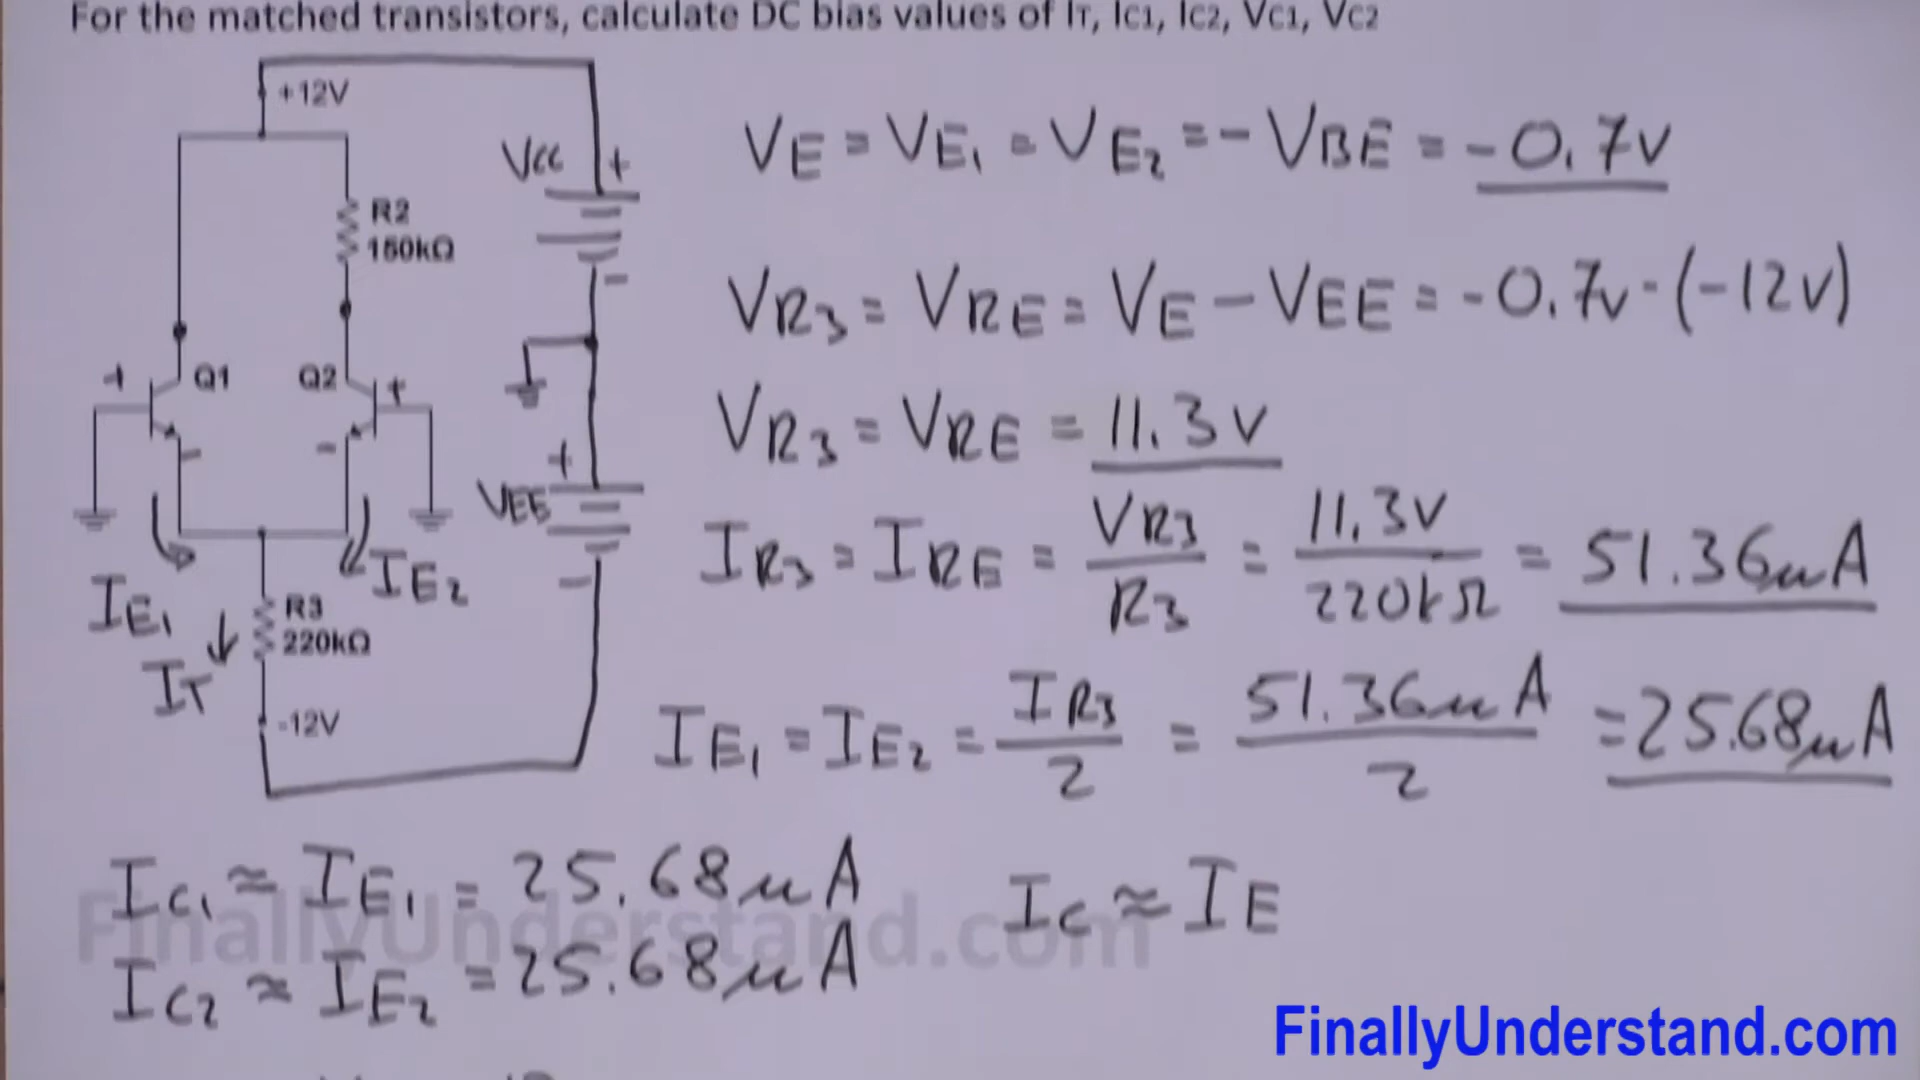 For the matched transistors, calculate DC bias values of IT, IC1, IC2, VC1, VC2
+12V
VCC +
R2
150kΩ
-
+ Q1 Q2 +
- -
+
VEE
-
IE1 IE2
R3
220kΩ
IT
-12V
VE = VE1 = VE2 = - VBE = -0.7V
VR3 = VRE = VE - VEE = -0.7V - (-12V)
VR3 = VRE = 11.3V
IR3 = IRE = VR3/R3 = 11.3V/220kΩ = 51.36uA
IE1 = IE2 = IR3/2 = 51.36uA/2 = 25.68uA
IC1 ≈ IE1 = 25.68uA IC ≈ IE
IC2 ≈ IE2 = 25.68uA
FinallyUnderstand.com
FinallyUnderstand.com